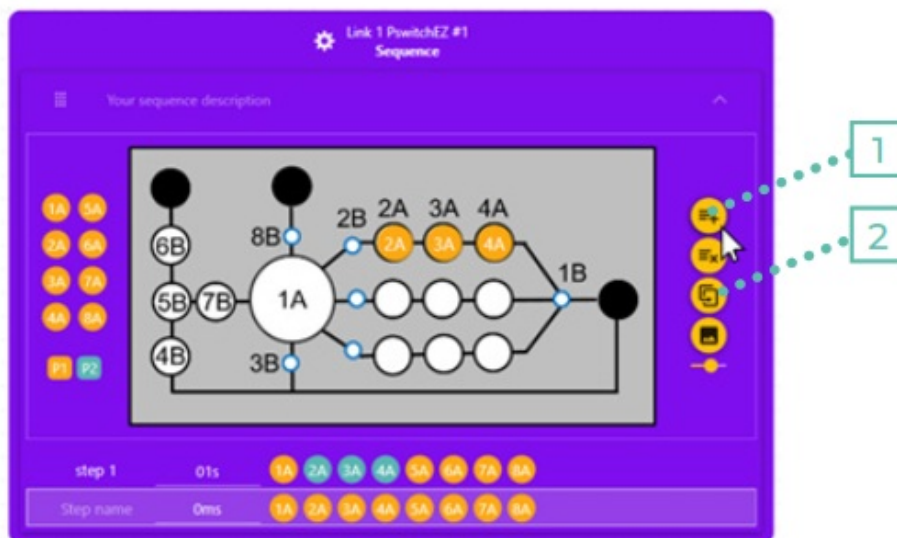 Link 1 PswitchEZ #1
Sequence
Your sequence description
1A 5A
2A 6A
3A 7A
4A 8A
P1 P2
6B
5B 7B
4B
8B
1A
3B
2B 2A 3A 4A
2A 3A 4A
1B
1
2
step 1 01s 1A 2A 3A 4A 5A 6A 7A 8A
Step name 0ms 1A 2A 3A 4A 5A 6A 7A 8A